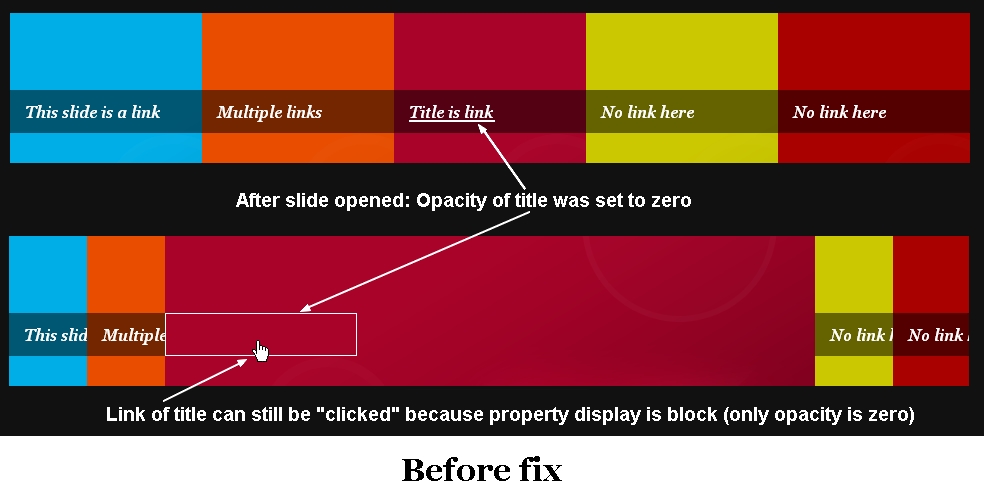 This slide is a link Multiple links Title is link No link here No link here
After slide opened: Opacity of title was set to zero
This slid Multiple No link h No link h
Link of title can still be "clicked" because property display is block (only opacity is zero)
Before fix